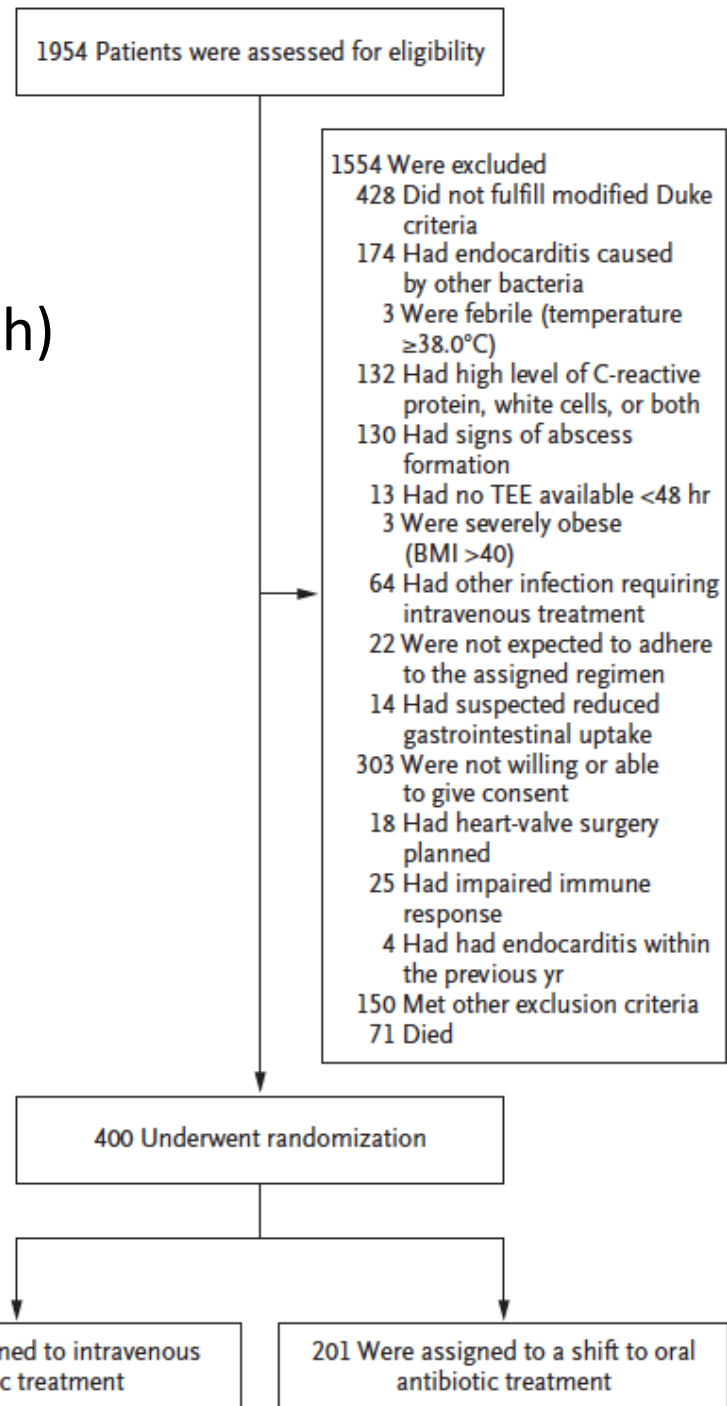 1954 Patients were assessed for eligibility
1554 Were excluded
428 Did not fulfill modified Duke
criteria
174 Had endocarditis caused
by other bacteria
3 Were febrile (temperature
≥38.0°C)
h)
132 Had high level of C-reactive
protein, white cells, or both
130 Had signs of abscess
formation
13 Had no TEE available <48 hr
3 Were severely obese
(BMI >40)
64 Had other infection requiring
intravenous treatment
22 Were not expected to adhere
to the assigned regimen
14 Had suspected reduced
gastrointestinal uptake
303 Were not willing or able
to give consent
18 Had heart-valve surgery
planned
25 Had impaired immune
response
4 Had had endocarditis within
the previous yr
150 Met other exclusion criteria
71 Died
400 Underwent randomization
ned to intravenous
c treatment
201 Were assigned to a shift to oral
antibiotic treatment